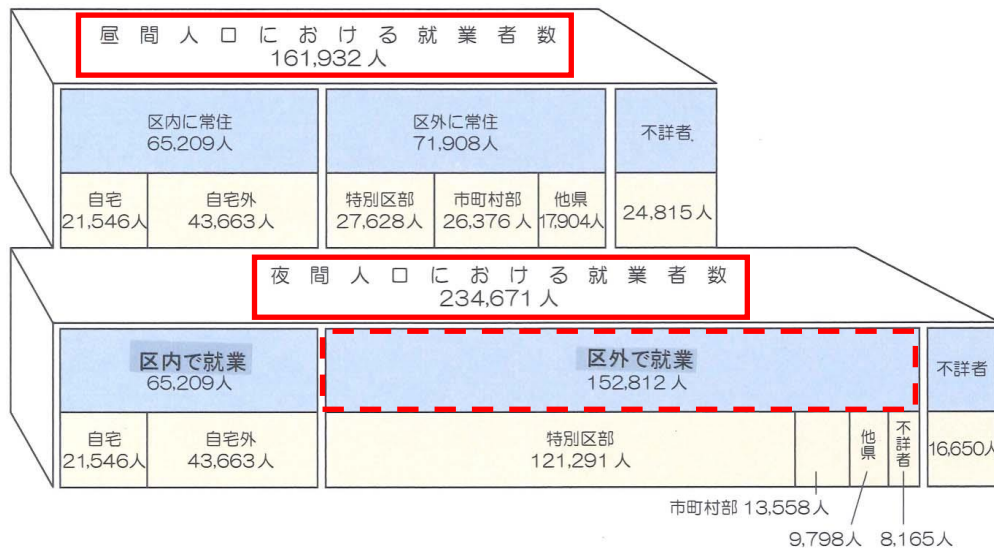 昼間人口における就業者数
161,932人
区内に常住
65,209人
区外に常住
71,908人
不詳者
自宅
21,546人
自宅外
43,663人
特別区部
27,628人
市町村部
26,376人
他県
17,904人
24,815人
夜間人口における就業者数
234,671人
区内で就業
65,209人
区外で就業
152,812人
不詳者
自宅
21,546人
自宅外
43,663人
特別区部
121,291人
他県
不詳者
16,650人
市町村部 13,558人
9,798人 8,165人